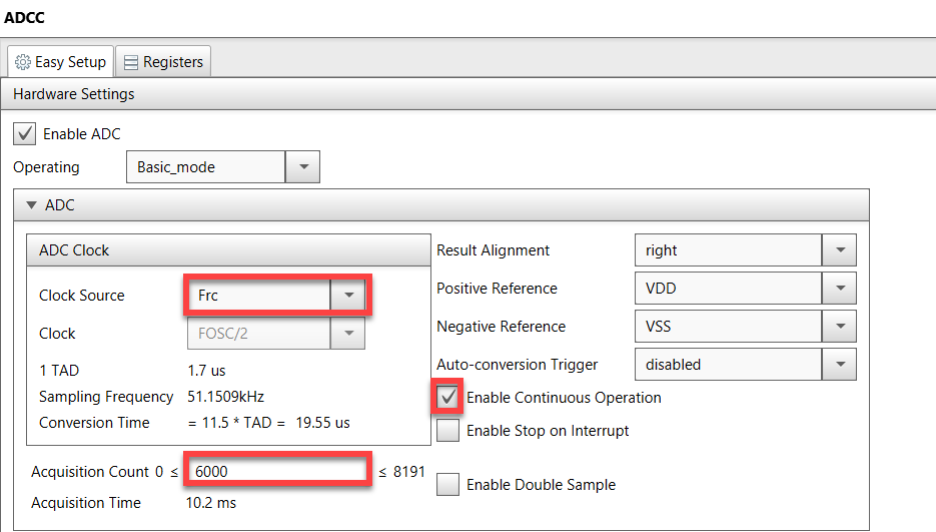 ADCC
Easy Setup Registers
Hardware Settings
Enable ADC
Operating Basic_mode
ADC
ADC Clock
Clock Source Frc
Clock FOSC/2
1 TAD 1.7 us
Sampling Frequency 51.1509kHz
Conversion Time = 11.5 * TAD = 19.55 us
Acquisition Count 0 ≤ 6000 ≤ 8191
Acquisition Time 10.2 ms
Result Alignment right
Positive Reference VDD
Negative Reference VSS
Auto-conversion Trigger disabled
Enable Continuous Operation
Enable Stop on Interrupt
Enable Double Sample